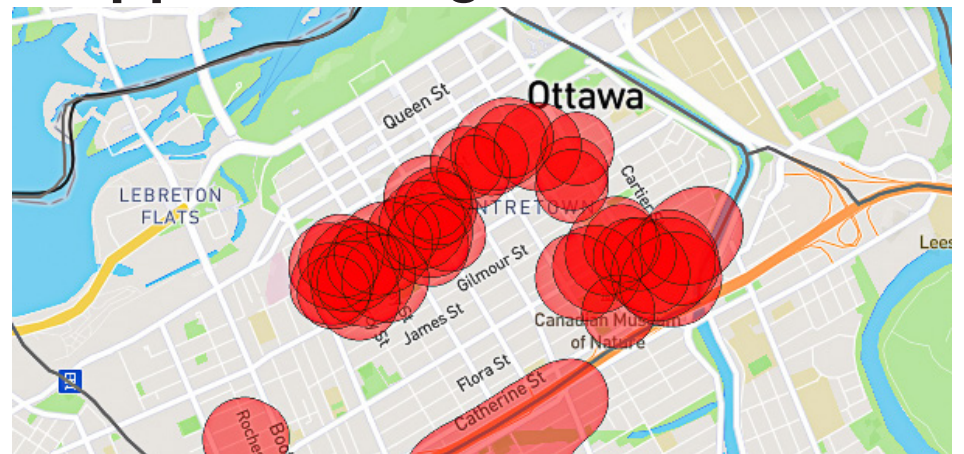 Ottawa
Queen St
Cartier
LEBRETON
FLATS
NTRETOWN
Lees
Gilmour St
James St
St
Canadian Museum
of Nature
Flora St
Catherine St